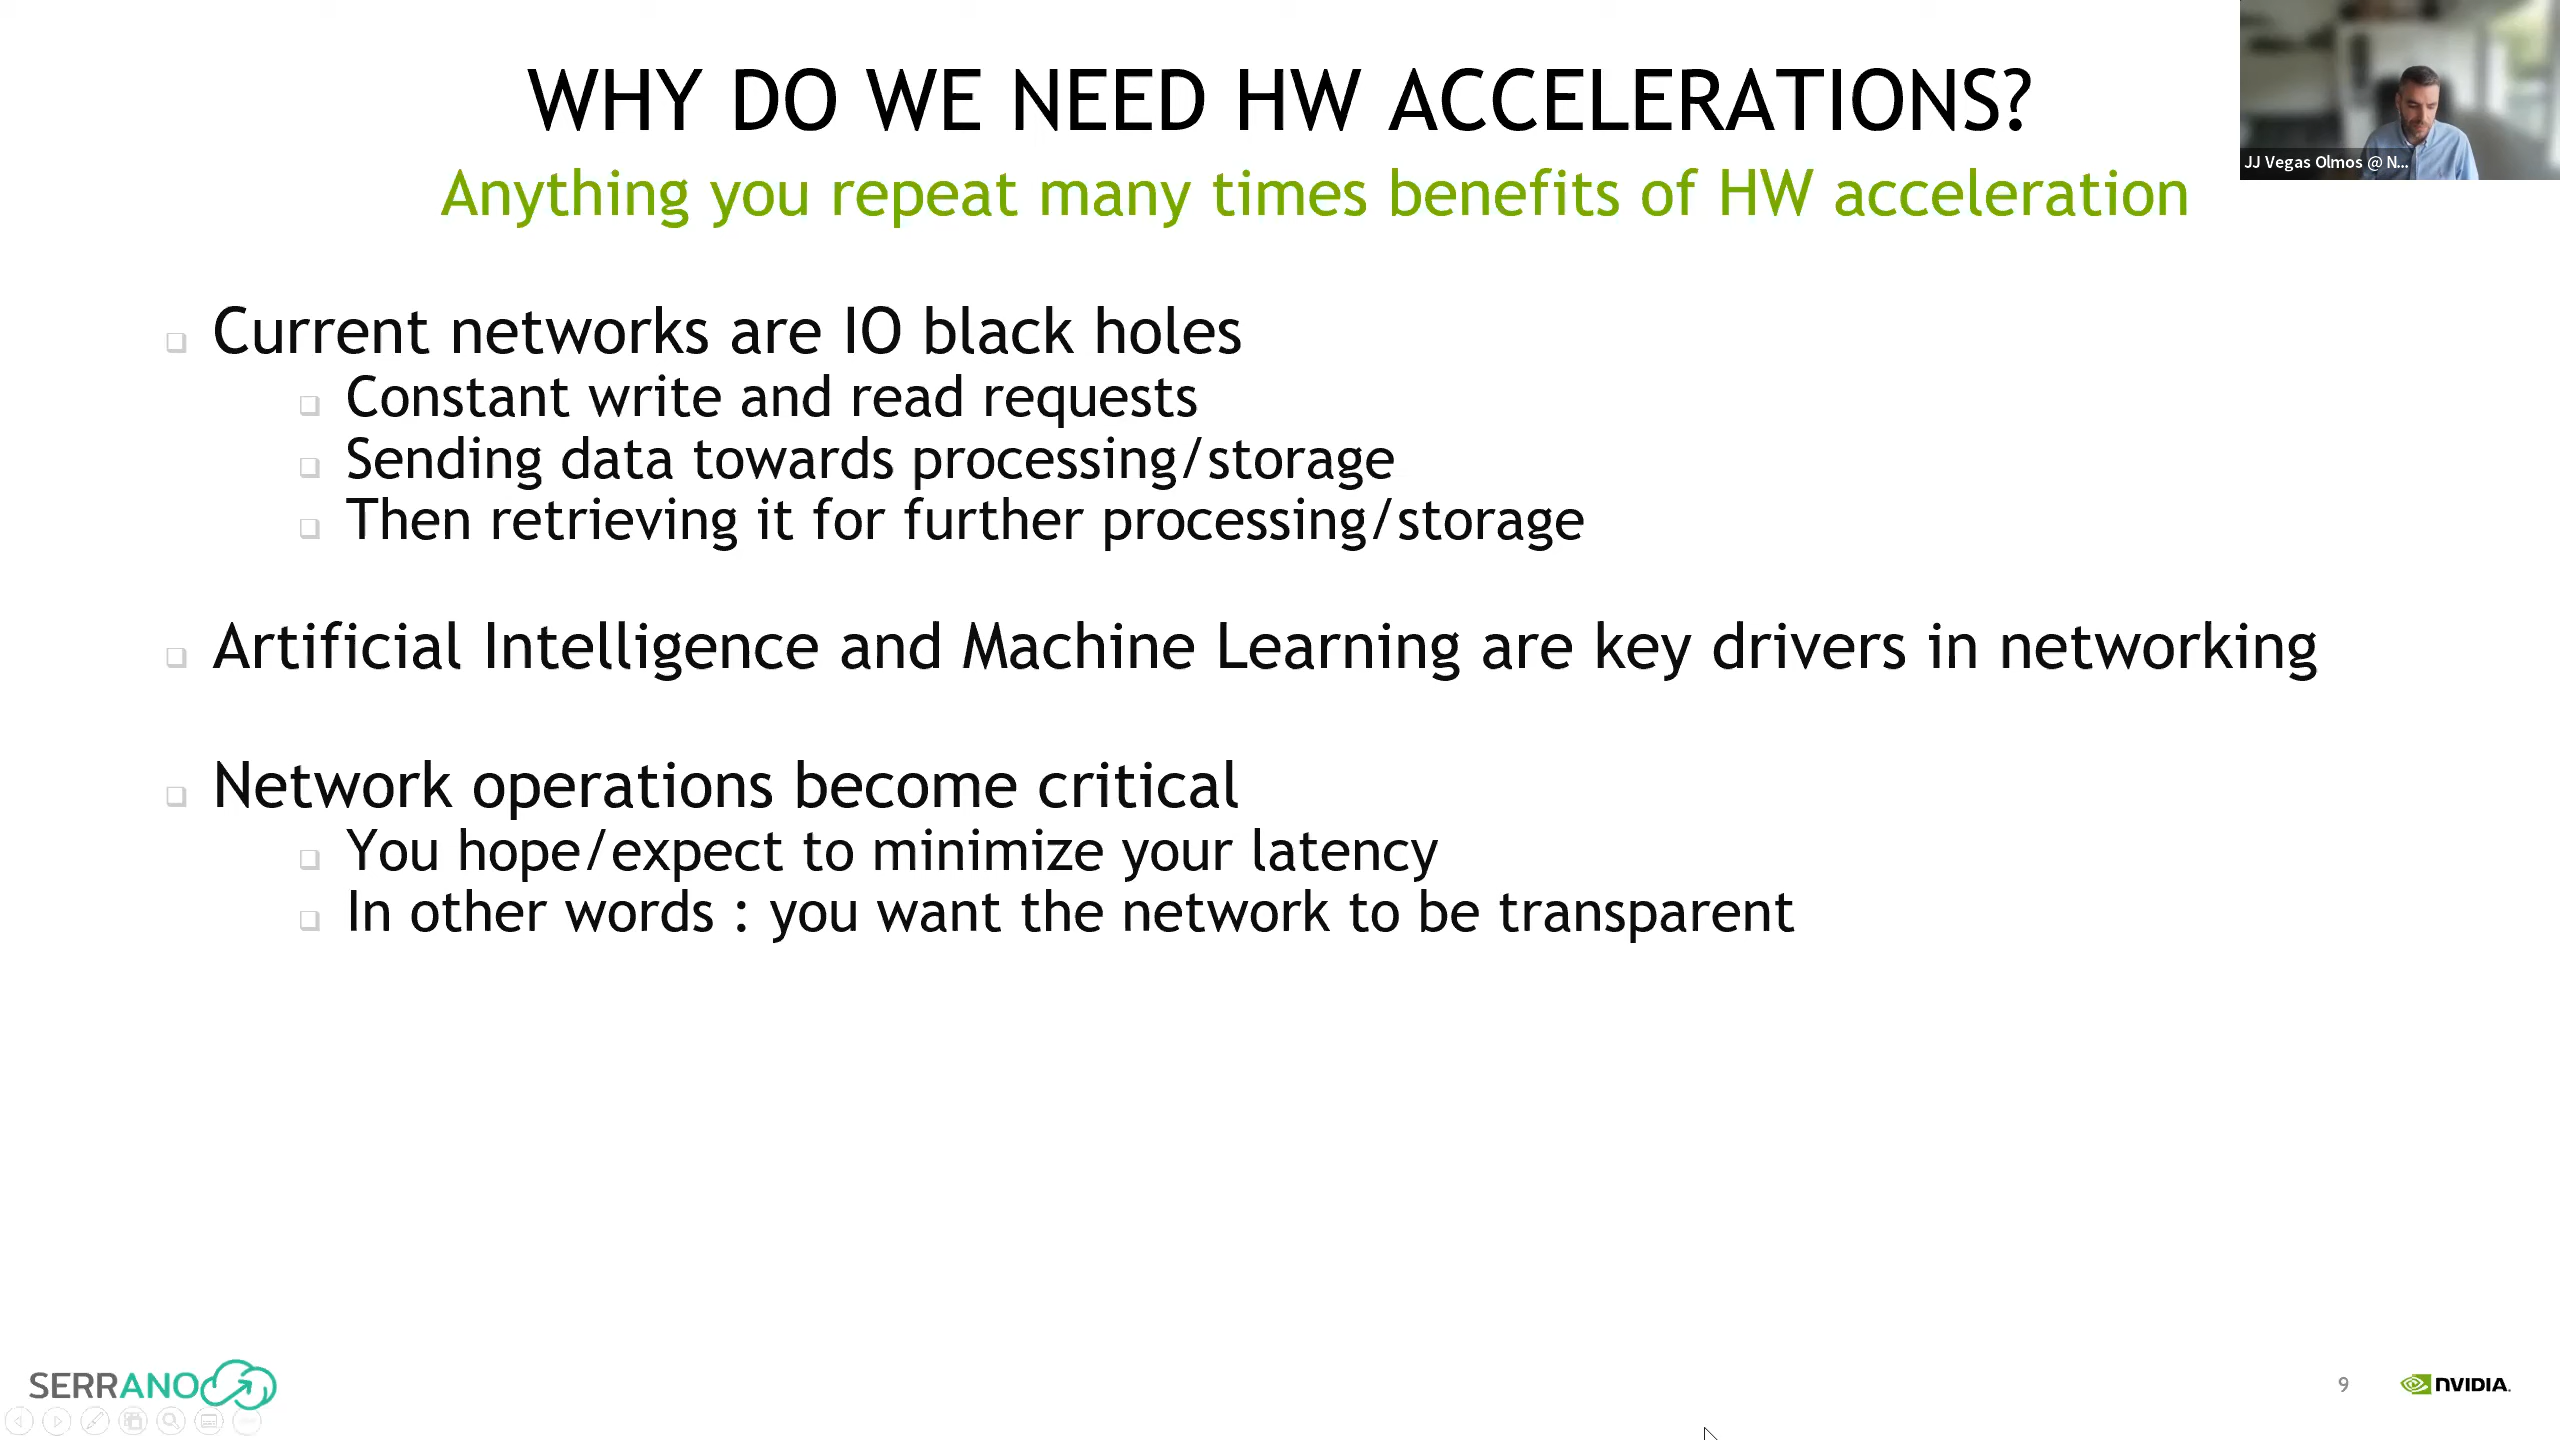 WHY DO WE NEED HW ACCELERATIONS?
Anything you repeat many times benefits of HW acceleration
JJ Vegas Olmos @ N...
Current networks are IO black holes
Constant write and read requests
Sending data towards processing/storage
Then retrieving it for further processing/storage
Artificial Intelligence and Machine Learning are key drivers in networking
Network operations become critical
You hope/expect to minimize your latency
In other words : you want the network to be transparent
SERRANO
9
NVIDIA.